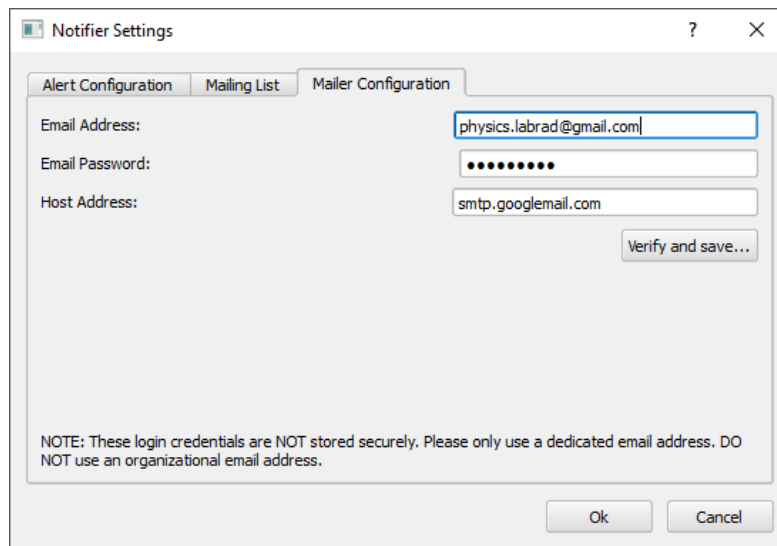 Notifier Settings
?
Alert Configuration
Mailing List
Mailer Configuration
Email Address:
physics.labrad@gmail.com
Email Password:
●●●●●●●●●
Host Address:
smtp.googlemail.com
Verify and save...
NOTE: These login credentials are NOT stored securely. Please only use a dedicated email address. DO
NOT use an organizational email address.
Ok
Cancel